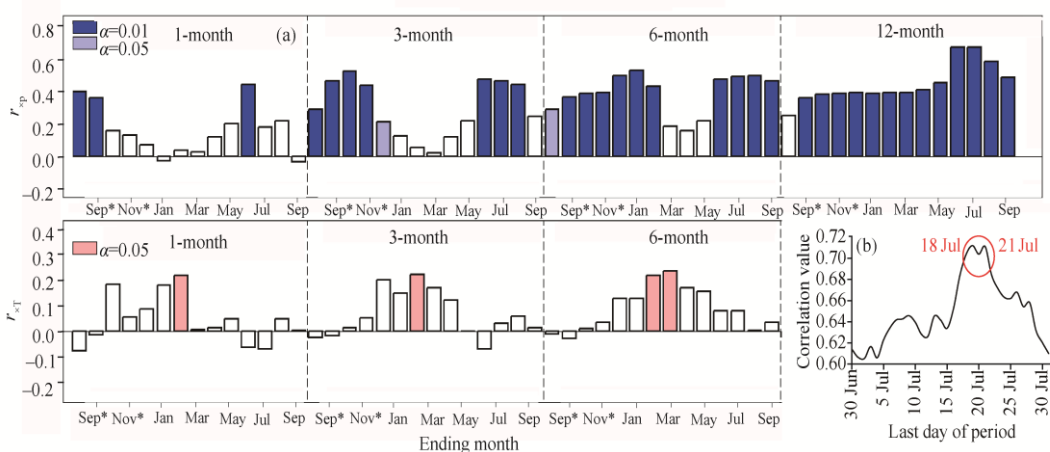 0.8
0.6
0.4
0.2
0.0
−0.2
r×p
α=0.01
α=0.05
1-month
(a)
3-month
6-month
12-month
Sep* Nov* Jan Mar May Jul Sep
Sep* Nov* Jan Mar May Jul Sep
Sep* Nov* Jan Mar May Jul Sep
Sep* Nov* Jan Mar May Jul Sep
0.4
0.3
0.2
0.1
0.0
−0.1
−0.2
r×T
α=0.05
1-month
3-month
6-month
Sep* Nov* Jan Mar May Jul Sep
Sep* Nov* Jan Mar May Jul Sep
Sep* Nov* Jan Mar May Jul Sep
Ending month
(b)
18 Jul
21 Jul
Correlation value
0.72
0.70
0.66
0.62
0.64
0.60
30 Jun
5 Jul
10 Jul
15 Jul
20 Jul
25 Jul
30 Jul
Last day of period